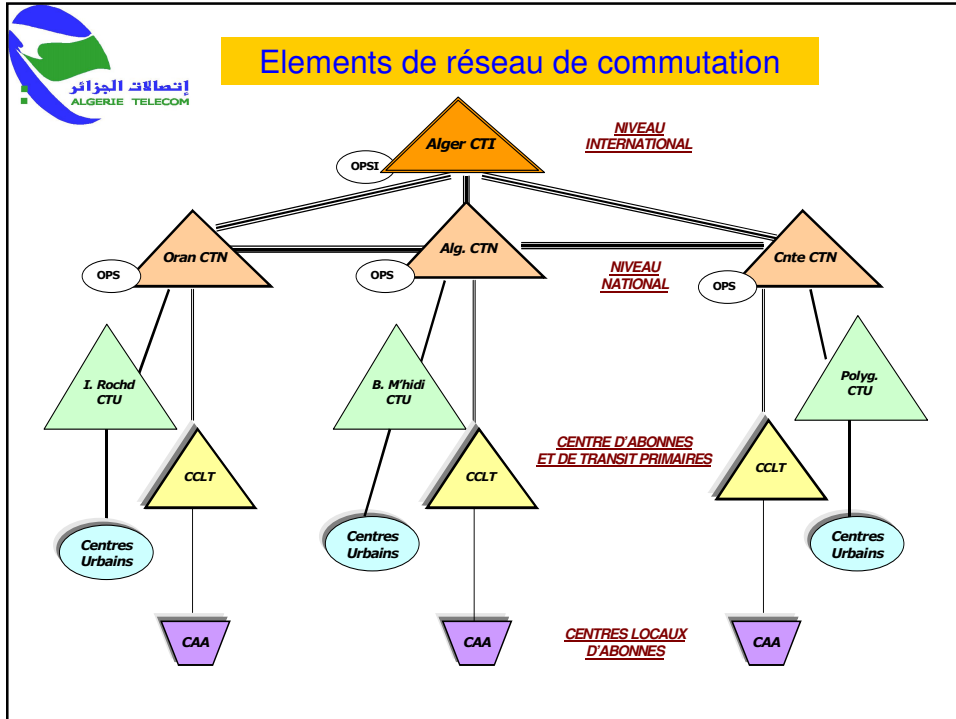 Elements de réseau de commutation
إتصالات الجزائر
ALGERIE TELECOM
NIVEAU
INTERNATIONAL
Alger CTI
OPSI
Oran CTN
Alg. CTN
Cnte CTN
OPS
OPS
OPS
NIVEAU
NATIONAL
I. Rochd
CTU
B. M'hidi
CTU
Polyg.
CTU
CENTRE D'ABONNES
ET DE TRANSIT PRIMAIRES
CCLT
CCLT
CCLT
Centres
Urbains
Centres
Urbains
Centres
Urbains
CAA
CAA
CAA
CENTRES LOCAUX
D'ABONNES